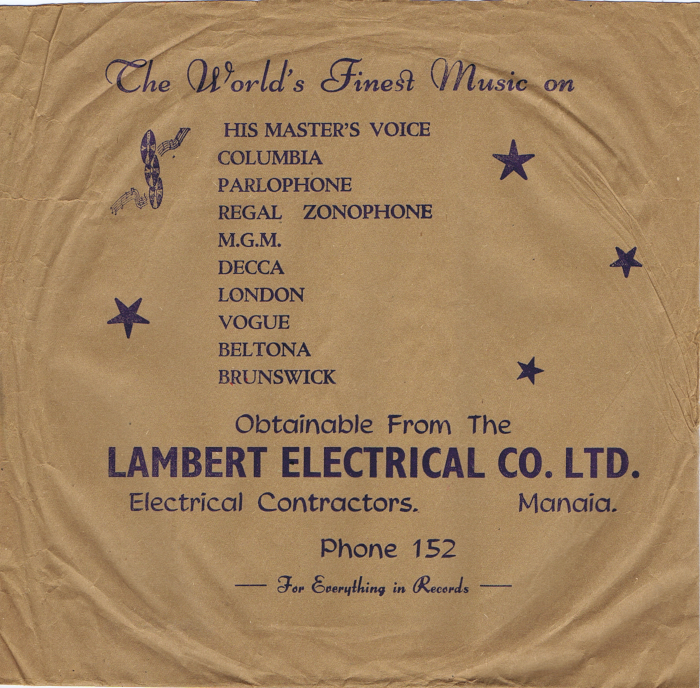 The World's Finest Music on
HIS MASTER'S VOICE
COLUMBIA
PARLOPHONE
REGAL ZONOPHONE
M.G.M.
DECCA
LONDON
VOGUE
BELTONA
BRUNSWICK
Obtainable From The
LAMBERT ELECTRICAL CO. LTD.
Electrical Contractors. Manaia.
Phone 152
— For Everything in Records —